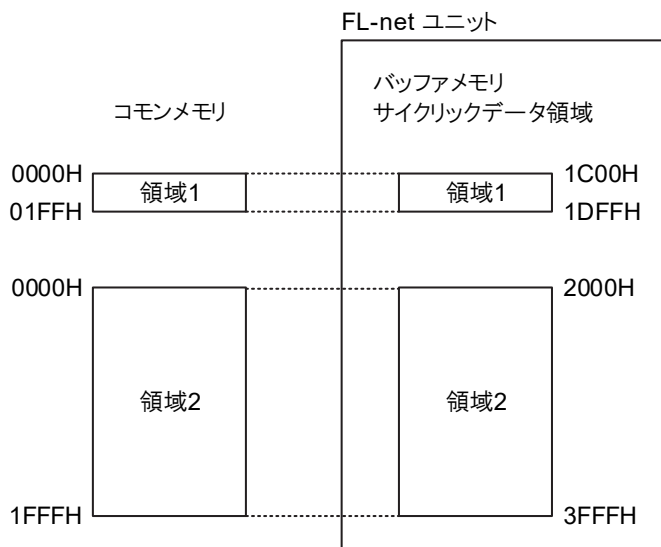 FL-net ユニット
バッファメモリ
サイクリックデータ領域
コモンメモリ
0000H
領域1
領域1
1C00H
01FFH
1DFFH
0000H
2000H
領域2
領域2
1FFFH
3FFFH